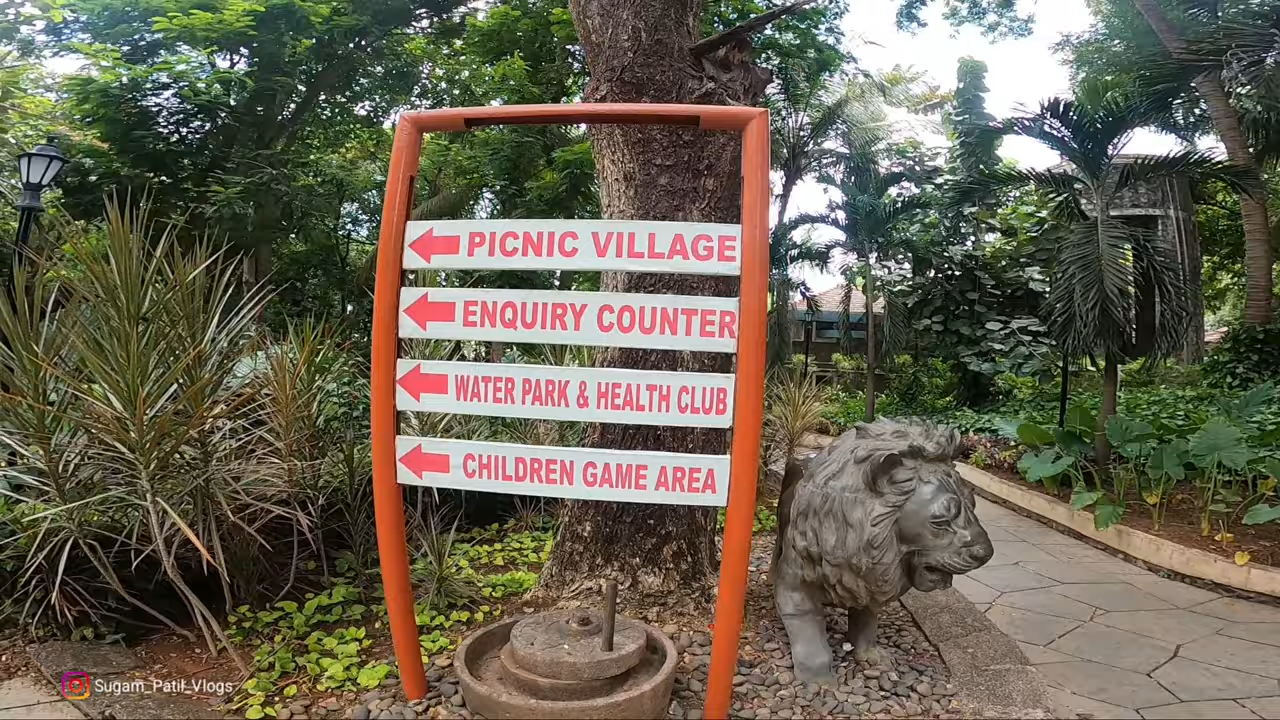 PICNIC VILLAGE
ENQUIRY COUNTER
WATER PARK & HEALTH CLUB
CHILDREN GAME AREA
Sugam_Patil_Vlogs